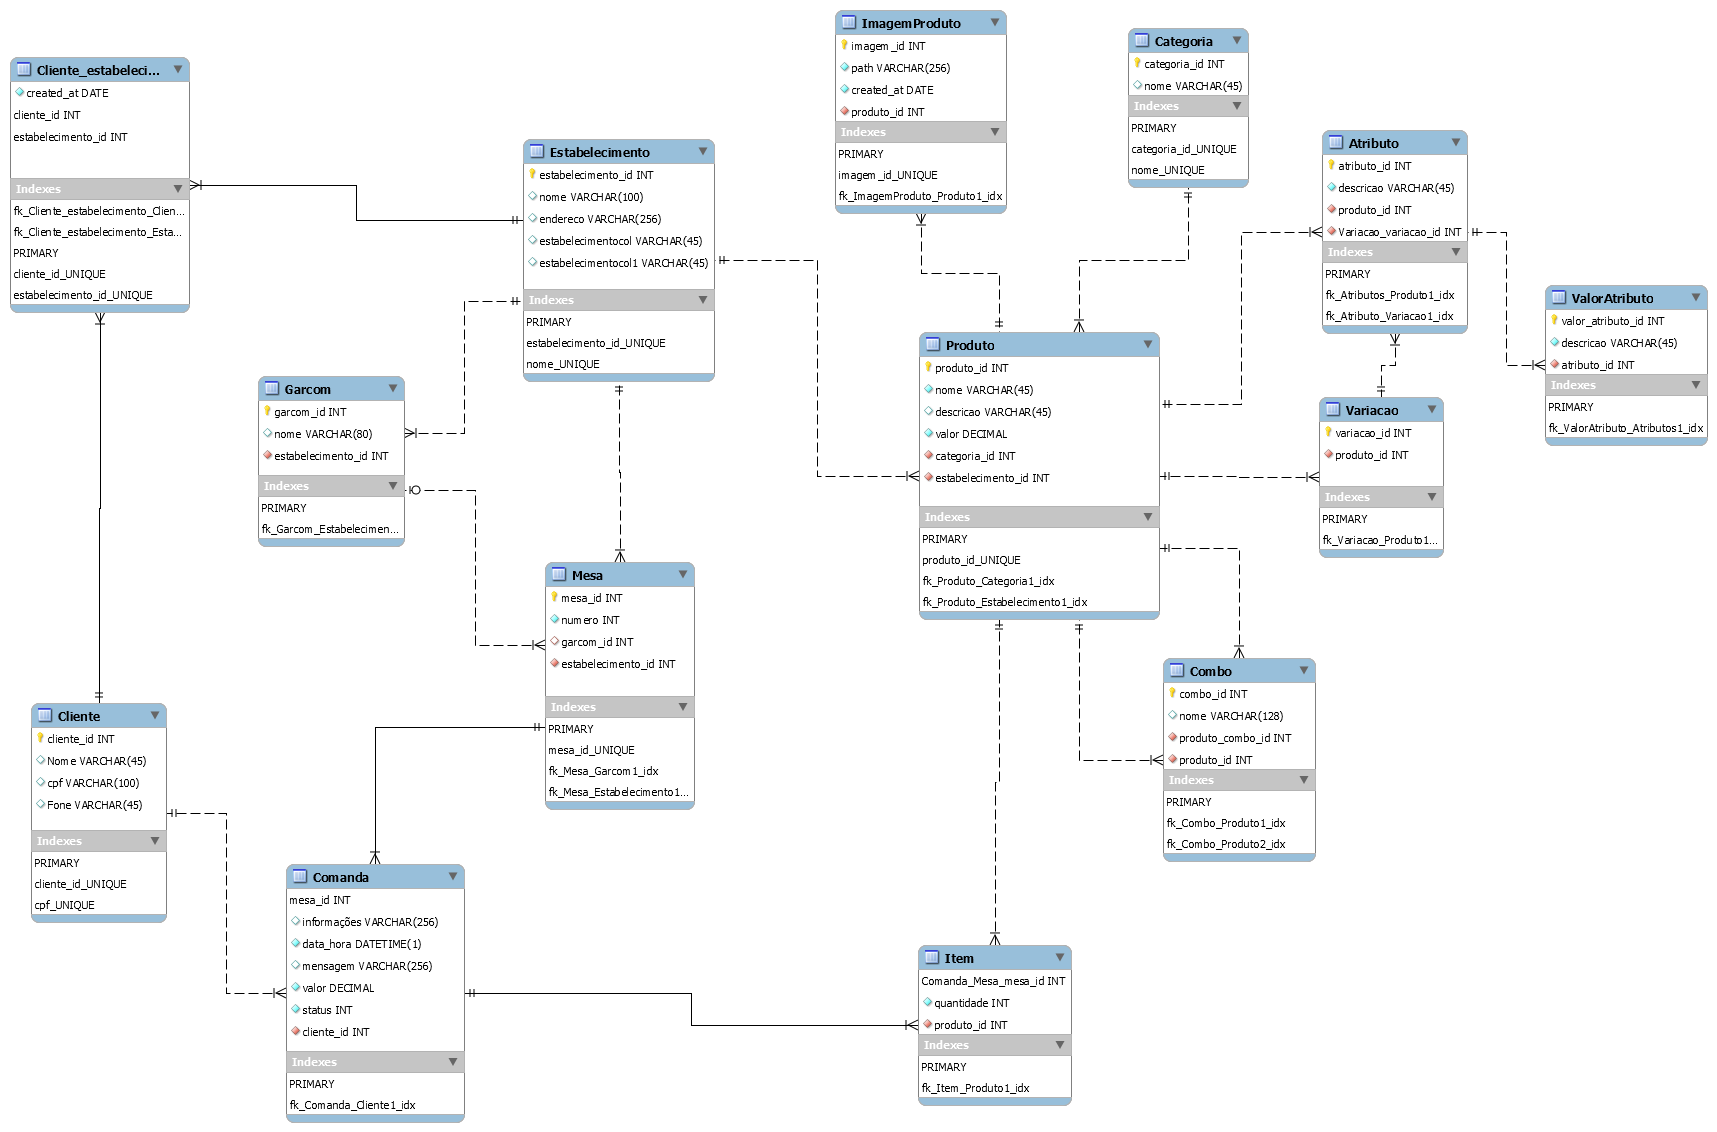 Cliente_estabeleci...
created_at DATE
cliente_id INT
estabelecimento_id INT
Indexes
fk_Cliente_estabelecimento_Clien...
fk_Cliente_estabelecimento_Esta...
PRIMARY
cliente_id_UNIQUE
estabelecimento_id_UNIQUE
Estabelecimento
estabelecimento_id INT
nome VARCHAR(100)
endereco VARCHAR(256)
estabelecimentocol VARCHAR(45)
estabelecimentocol1 VARCHAR(45)
Indexes
PRIMARY
estabelecimento_id_UNIQUE
nome_UNIQUE
ImagemProduto
imagem_id INT
path VARCHAR(256)
created_at DATE
produto_id INT
Indexes
PRIMARY
imagem_id_UNIQUE
fk_ImagemProduto_Produto1_idx
Categoria
categoria_id INT
nome VARCHAR(45)
Indexes
PRIMARY
categoria_id_UNIQUE
nome_UNIQUE
Atributo
atributo_id INT
descricao VARCHAR(45)
produto_id INT
Variacao_variacao_id INT
Indexes
PRIMARY
fk_Atributos_Produto1_idx
fk_Atributo_Variacao1_idx
ValorAtributo
valor_atributo_id INT
descricao VARCHAR(45)
atributo_id INT
Indexes
PRIMARY
fk_ValorAtributo_Atributos1_idx
Garcom
garcom_id INT
nome VARCHAR(80)
estabelecimento_id INT
Indexes
PRIMARY
fk_Garcom_Estabelecimen...
Produto
produto_id INT
nome VARCHAR(45)
descricao VARCHAR(45)
valor DECIMAL
categoria_id INT
estabelecimento_id INT
Indexes
PRIMARY
produto_id_UNIQUE
fk_Produto_Categoria1_idx
fk_Produto_Estabelecimento1_idx
Variacao
variacao_id INT
produto_id INT
Indexes
PRIMARY
fk_Variacao_Produto1...
Mesa
mesa_id INT
numero INT
garcom_id INT
estabelecimento_id INT
Indexes
PRIMARY
mesa_id_UNIQUE
fk_Mesa_Garcom1_idx
fk_Mesa_Estabelecimento1...
Combo
combo_id INT
nome VARCHAR(128)
produto_combo_id INT
produto_id INT
Indexes
PRIMARY
fk_Combo_Produto1_idx
fk_Combo_Produto2_idx
Cliente
cliente_id INT
Nome VARCHAR(45)
cpf VARCHAR(100)
Fone VARCHAR(45)
Indexes
PRIMARY
cliente_id_UNIQUE
cpf_UNIQUE
Comanda
mesa_id INT
informações VARCHAR(256)
data_hora DATETIME(1)
mensagem VARCHAR(256)
valor DECIMAL
status INT
cliente_id INT
Indexes
PRIMARY
fk_Comanda_Cliente1_idx
Item
Comanda_Mesa_mesa_id INT
quantidade INT
produto_id INT
Indexes
PRIMARY
fk_Item_Produto1_idx